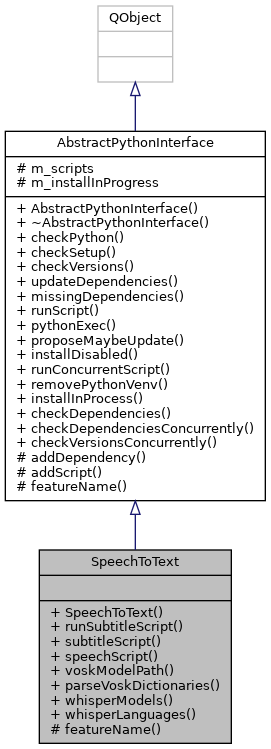 QObject
AbstractPythonInterface
# m_scripts
# m_installInProgress
+ AbstractPythonInterface()
+ ~AbstractPythonInterface()
+ checkPython()
+ checkSetup()
+ checkVersions()
+ updateDependencies()
+ missingDependencies()
+ runScript()
+ pythonExec()
+ proposeMaybeUpdate()
+ installDisabled()
+ runConcurrentScript()
+ removePythonVenv()
+ installInProcess()
+ checkDependencies()
+ checkDependenciesConcurrently()
+ checkVersionsConcurrently()
# addDependency()
# addScript()
# featureName()
SpeechToText
+ SpeechToText()
+ runSubtitleScript()
+ subtitleScript()
+ speechScript()
+ voskModelPath()
+ parseVoskDictionaries()
+ whisperModels()
+ whisperLanguages()
# featureName()